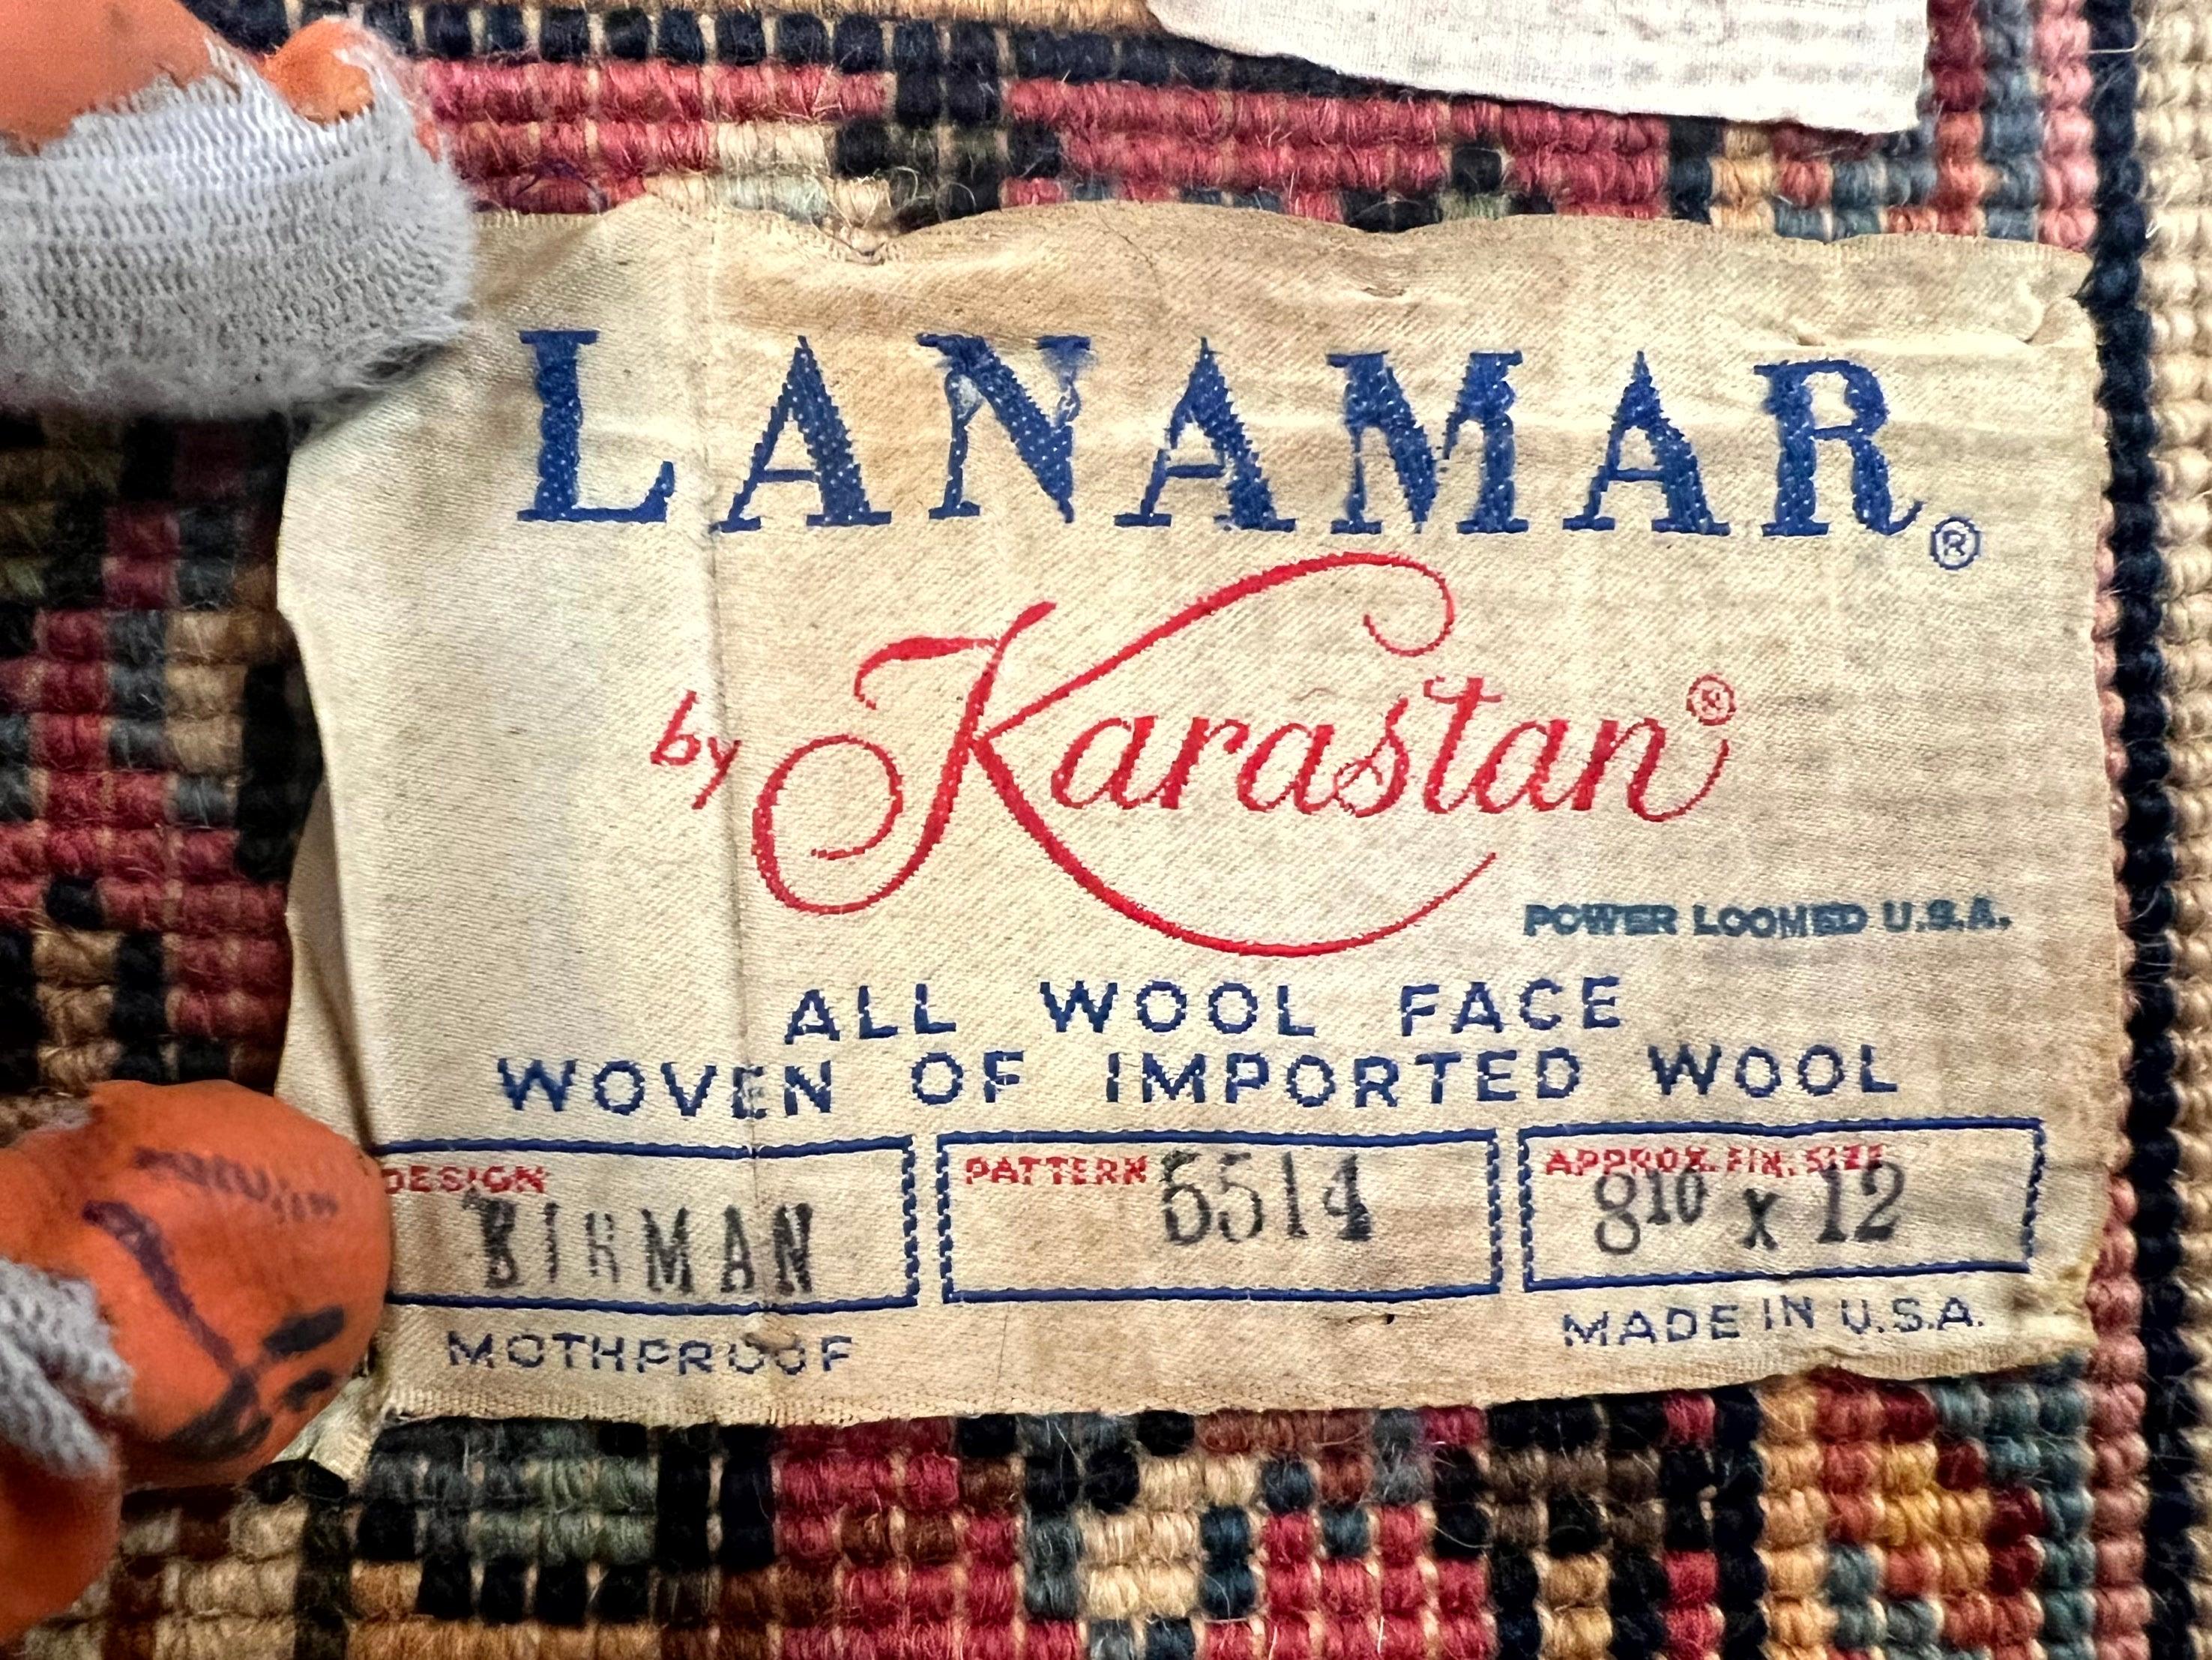 LANAMAR®
by Karastan®
POWER LOOMED U.S.A.
ALL WOOL FACE
WOVEN OF IMPORTED WOOL
DESIGN BIRMAN
PATTERN 5514
APPROX. FIN. SIZE 8¹⁰ x 12
MOTHPROOF
MADE IN U.S.A.